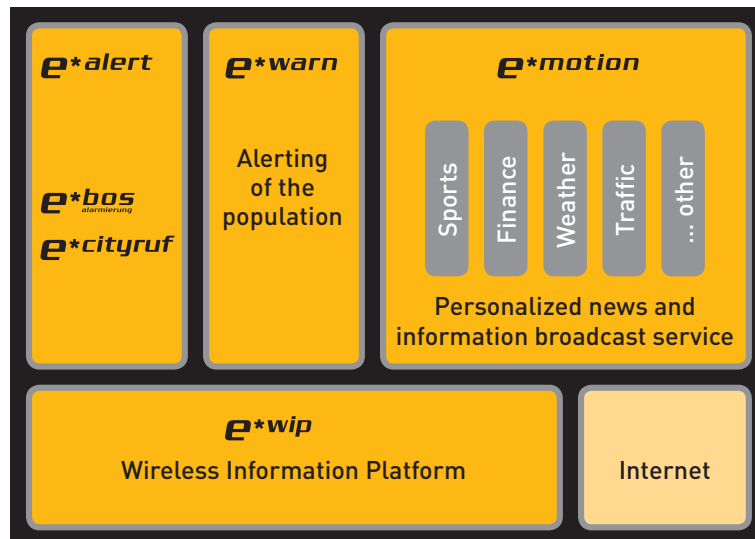 e*alert
e*bos
alarmierung
e*cityruf
e*warn
Alerting
of the
population
e*motion
Sports
Finance
Weather
Traffic
... other
Personalized news and
information broadcast service
e*wip
Wireless Information Platform
Internet